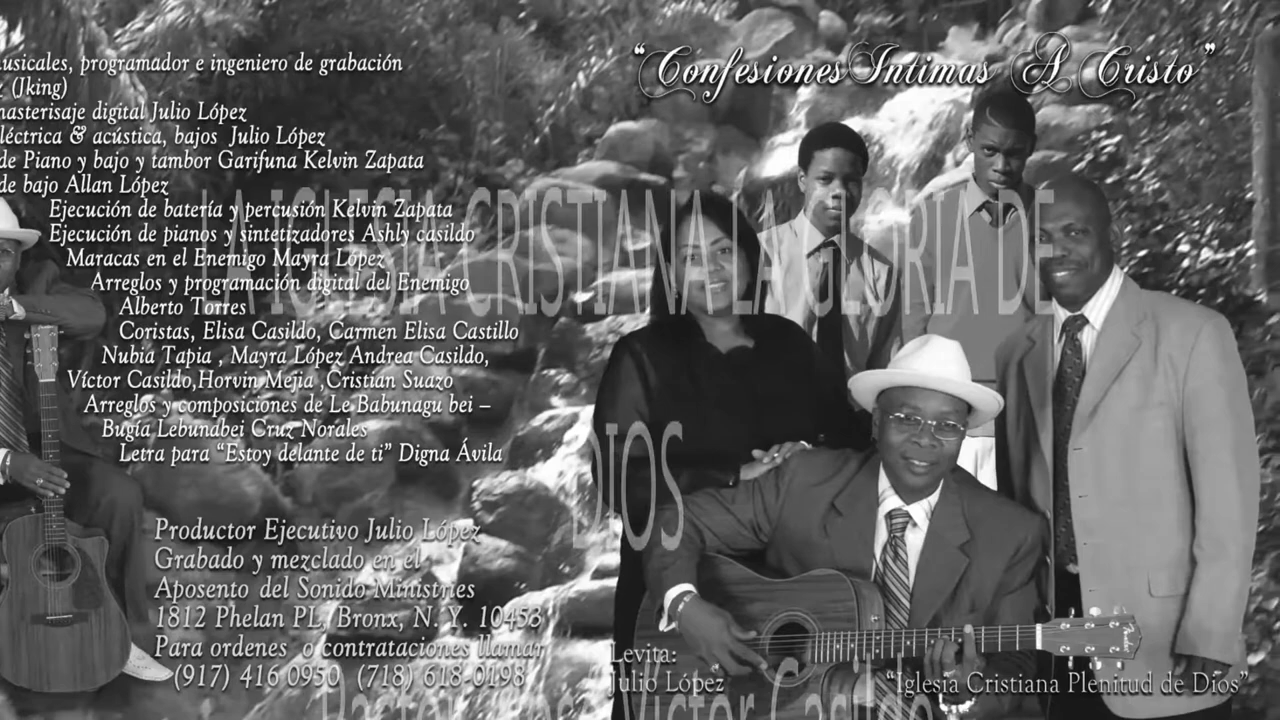 “Confesiones Intimas A Cristo”
musicales, programador e ingeniero de grabación
(Jking)
masterisaje digital Julio López
léctrica & acústica, bajos Julio López
de Piano y bajo y tambor Garifuna Kelvin Zapata
de bajo Allan López
Ejecución de batería y percusión Kelvin Zapata
Ejecución de pianos y sintetizadores Ashly casildo
Maracas en el Enemigo Mayra López
Arreglos y programación digital del Enemigo
Alberto Torres
Coristas, Elisa Casildo, Carmen Elisa Castillo
Nubia Tapia , Mayra López Andrea Casildo,
Víctor Casildo,Horvin Mejia ,Cristian Suazo
Arreglos y composiciones de Le Babunagu bei –
Bugía Lebunabei Cruz Norales
Letra para “Estoy delante de ti” Digna Ávila
Productor Ejecutivo Julio López
Grabado y mezclado en el
Aposento del Sonido Ministries
1812 Phelan PL, Bronx, N. Y. 10453
Para ordenes o contrataciones llamar
(917) 416 0950 (718) 618-0198
LA IGLESIA CRISTIANA LA GLORIA DE
DIOS
Levita:
Julio López
“Iglesia Cristiana Plenitud de Dios”
Pastor Victor Casildo
Fender